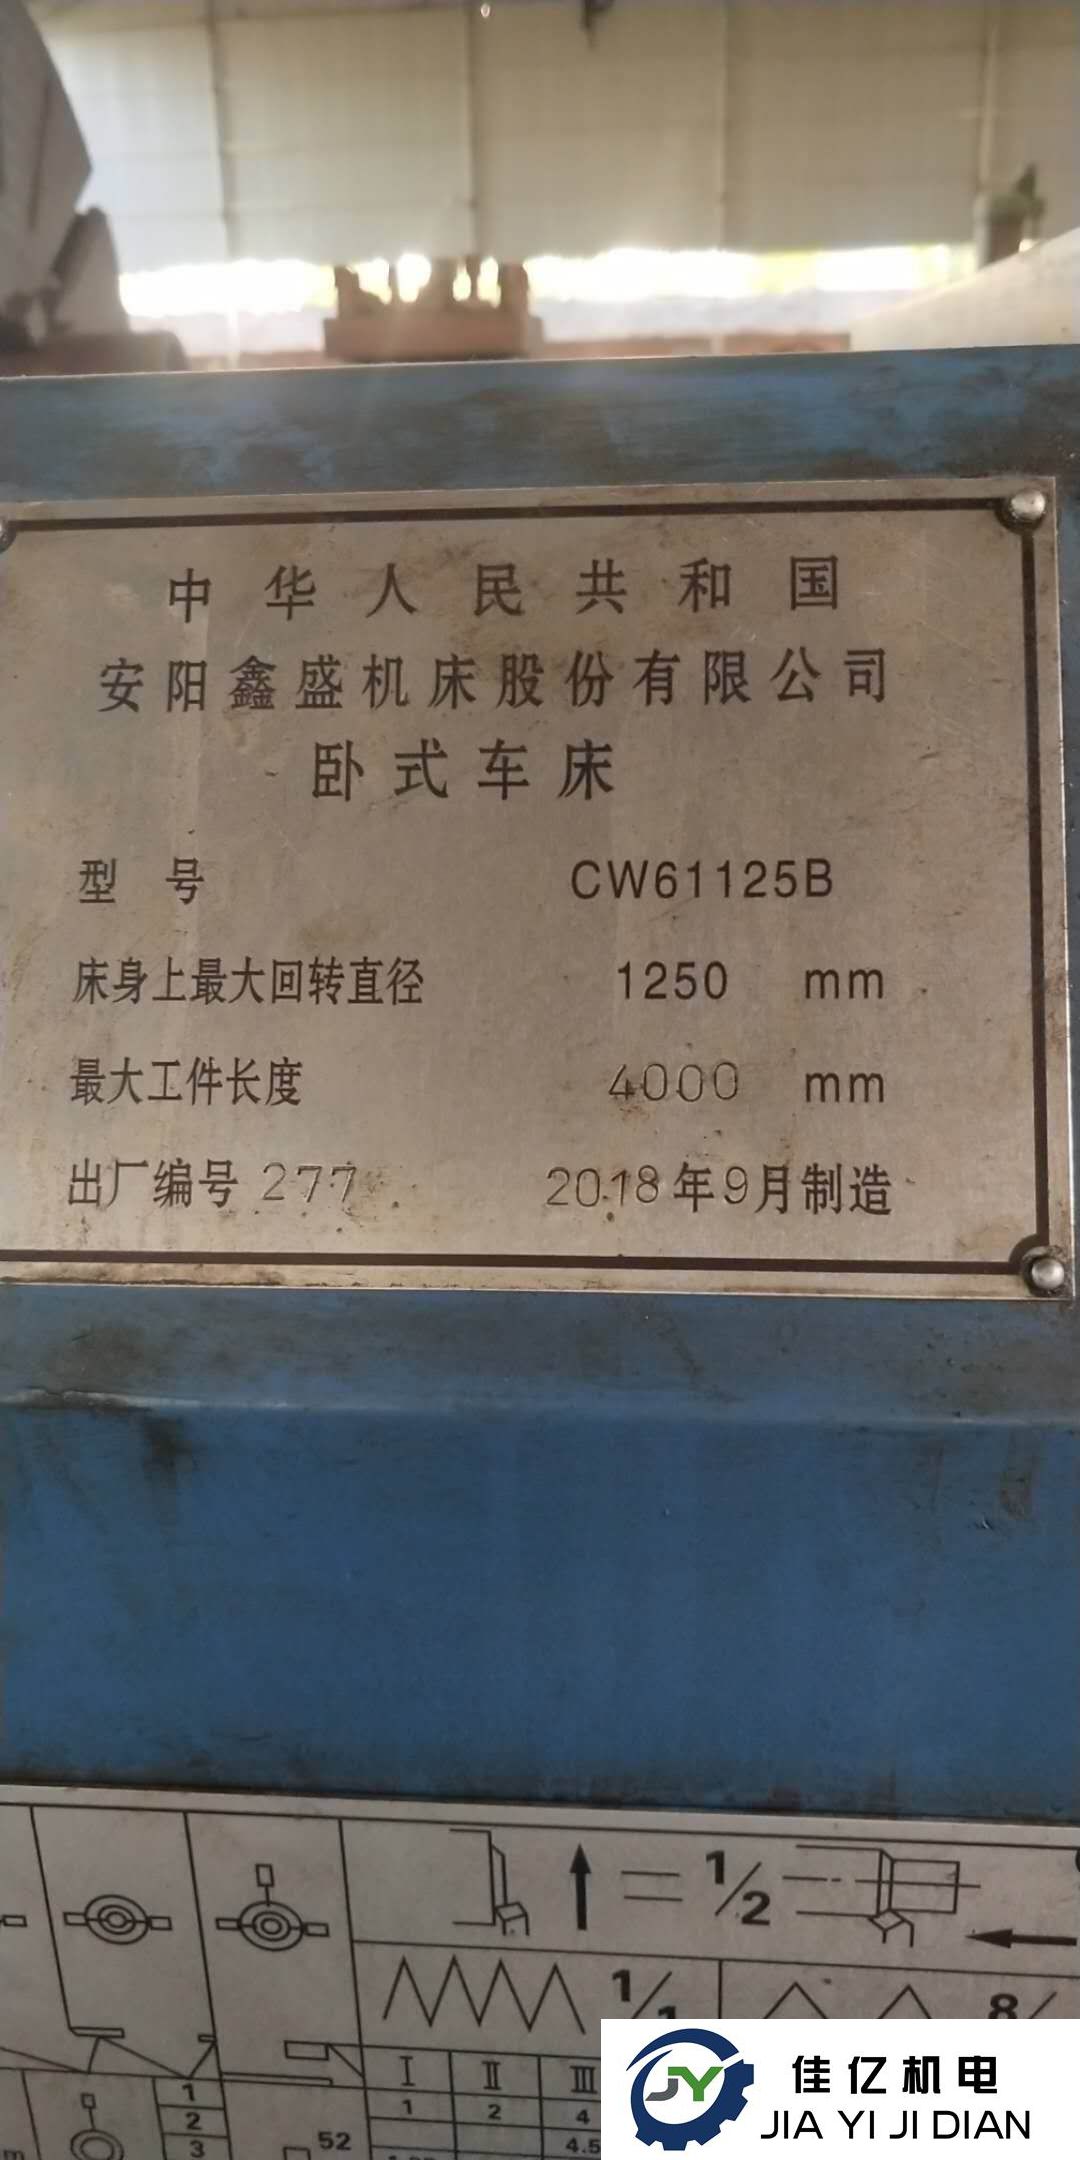 中华人民共和国
安阳鑫盛机床股份有限公司
卧式车床
型 号 CW61125B
床身上最大回转直径 1250 mm
最大工件长度 4000 mm
出厂编号 277 2018年9月制造
= 1/2
1/1 8/
I II III
1 1 2 4
2
3 52 4.5
m
JY 佳亿机电
JIA YI JI DIAN